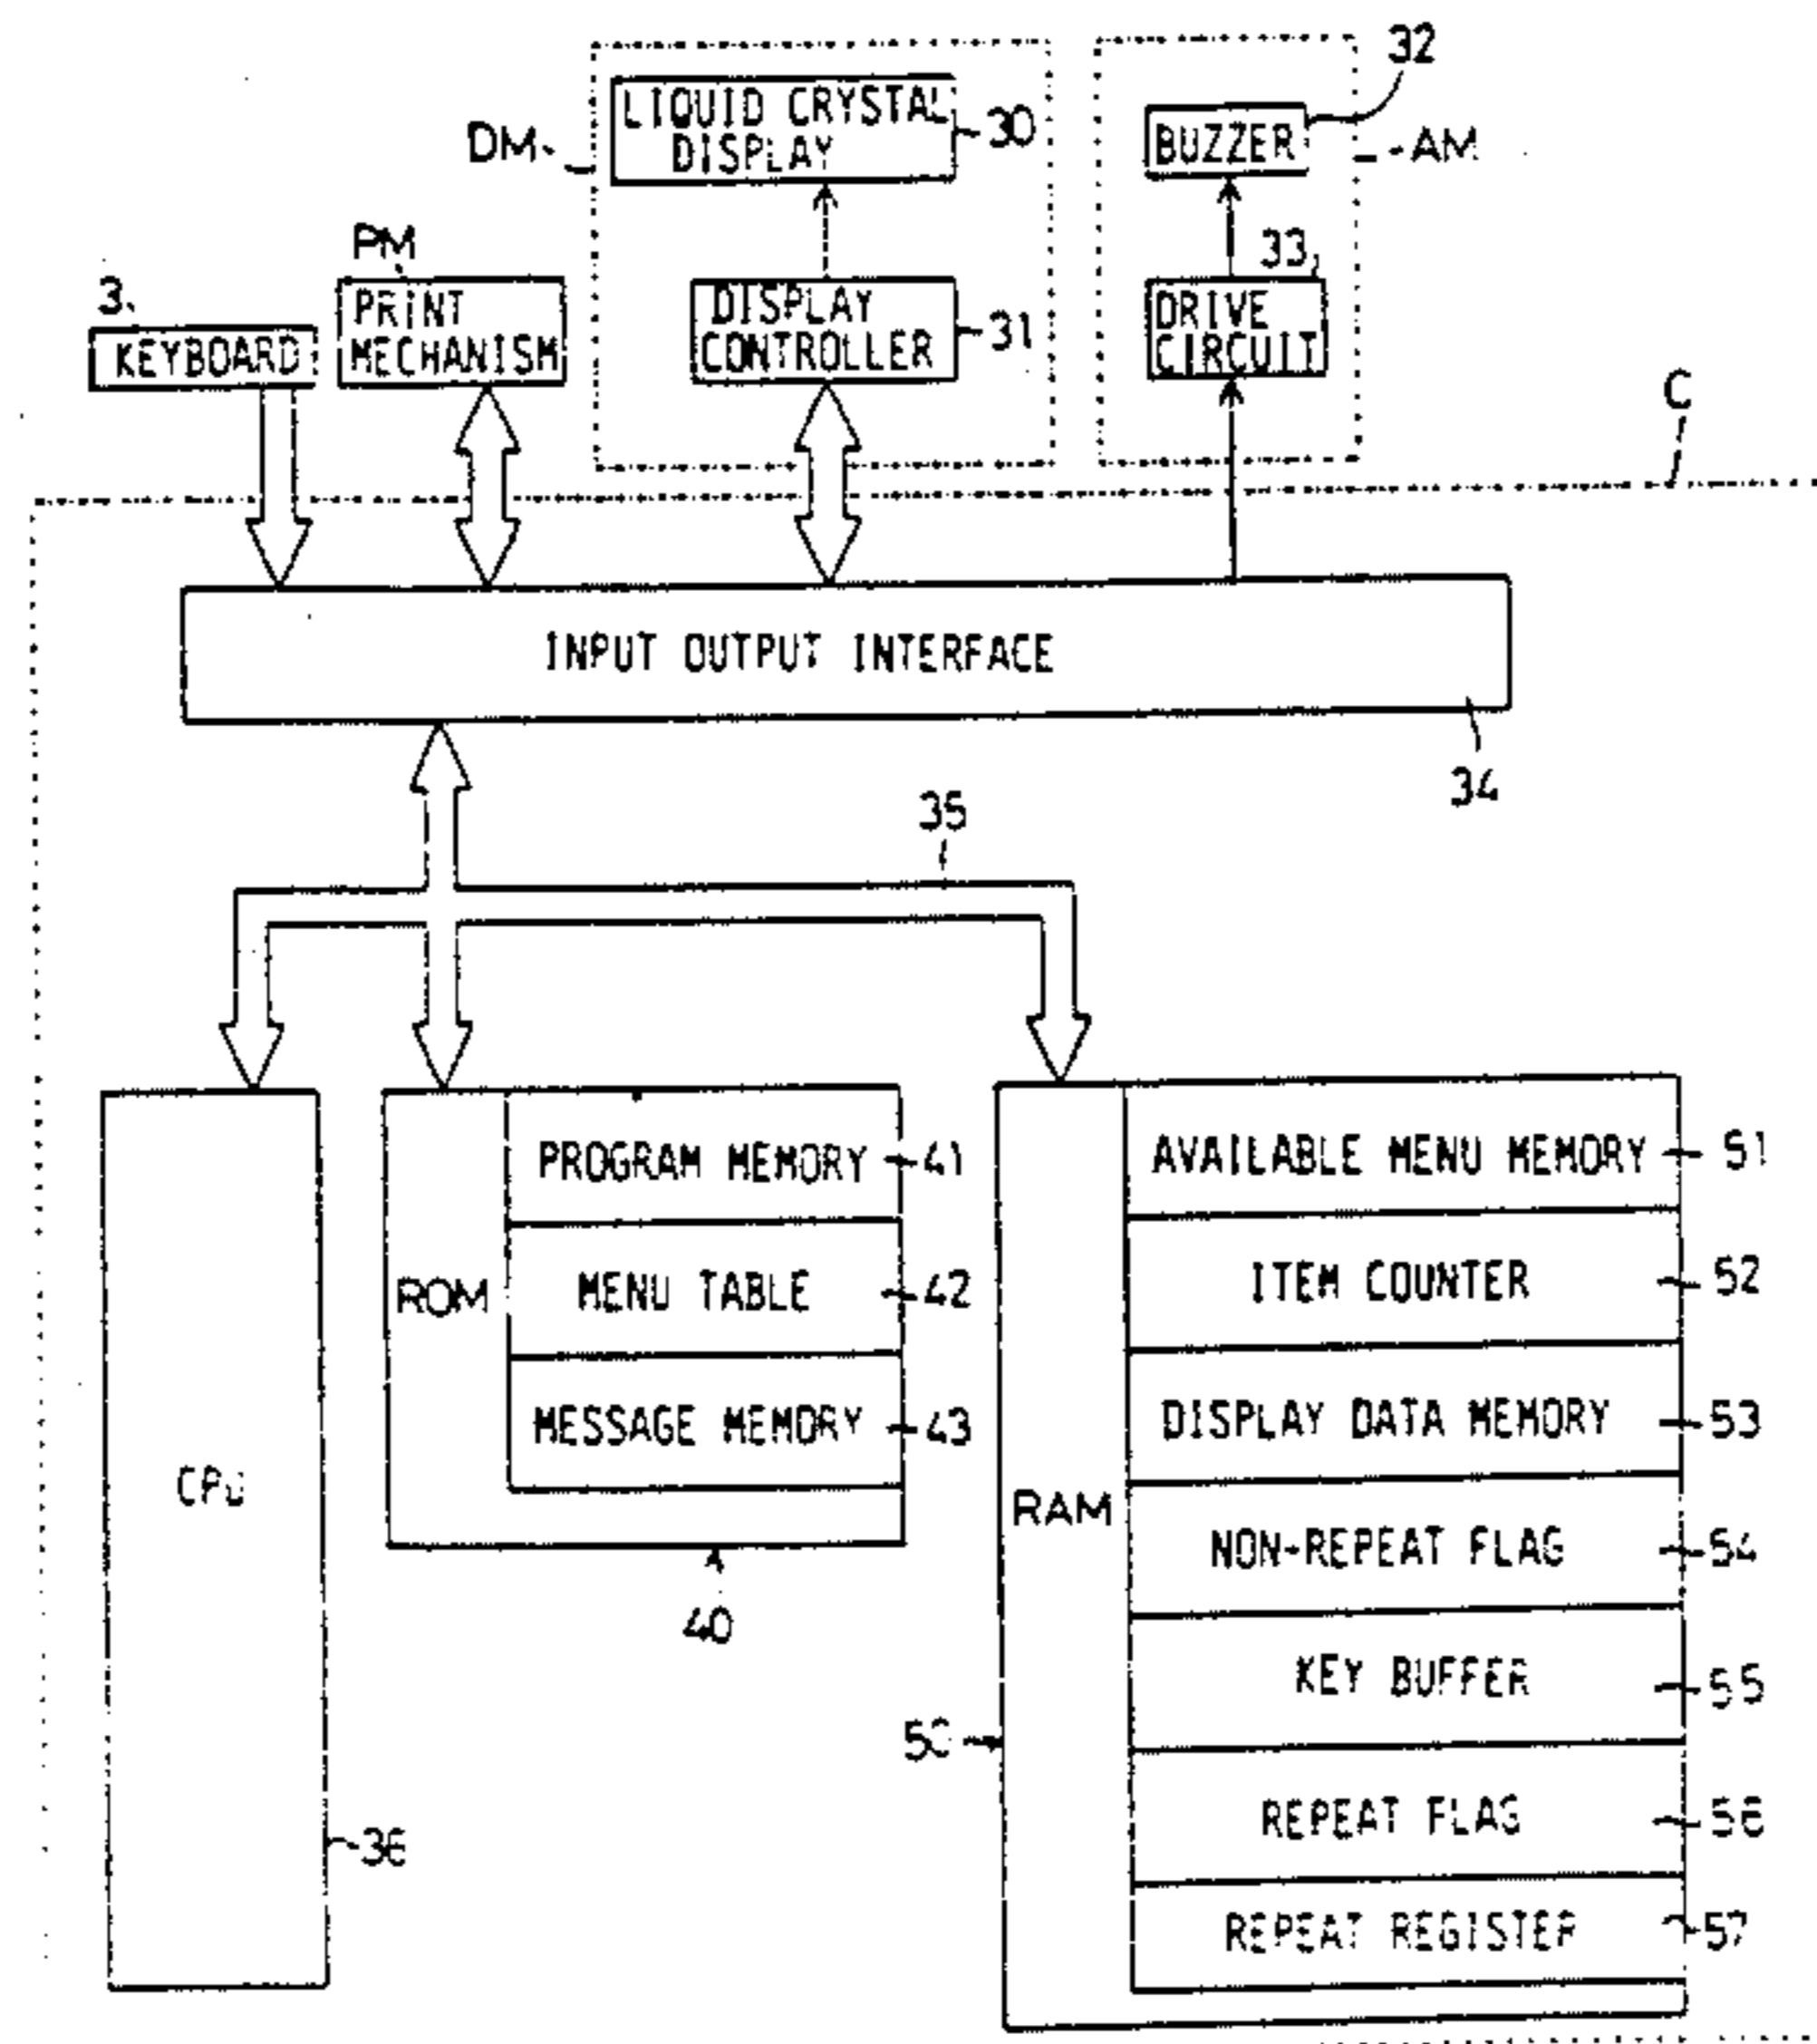 32
LIQUID CRYSTAL
DISPLAY
30
DM
BUZZER
AM
PM
33
3
KEYBOARD
PRINT
MECHANISM
DISPLAY
CONTROLLER
31
DRIVE
CIRCUIT
C
INPUT OUTPUT INTERFACE
34
35
PROGRAM MEMORY
41
AVAILABLE MENU MEMORY
51
ROM
MENU TABLE
42
ITEM COUNTER
52
MESSAGE MEMORY
43
DISPLAY DATA MEMORY
53
CPU
RAM
NON-REPEAT FLAG
54
40
KEY BUFFER
55
50
REPEAT FLAG
56
36
REPEAT REGISTER
57